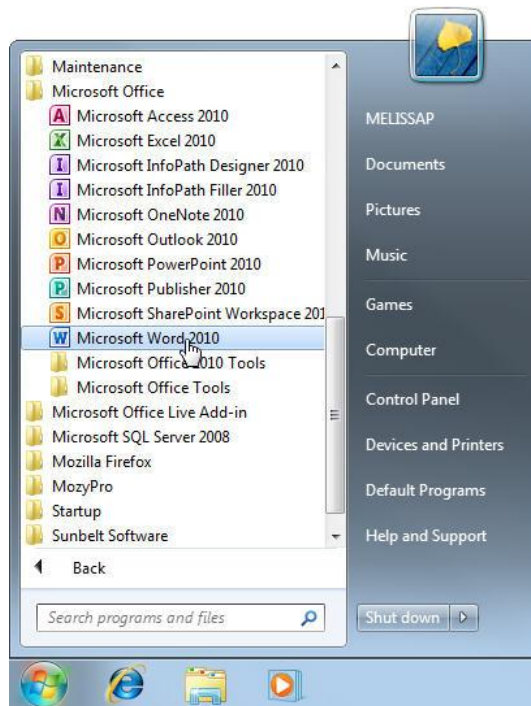 Maintenance
Microsoft Office
Microsoft Access 2010
Microsoft Excel 2010
Microsoft InfoPath Designer 2010
Microsoft InfoPath Filler 2010
Microsoft OneNote 2010
Microsoft Outlook 2010
Microsoft PowerPoint 2010
Microsoft Publisher 2010
Microsoft SharePoint Workspace 201
Microsoft Word 2010
Microsoft Office 2010 Tools
Microsoft Office Tools
Microsoft Office Live Add-in
Microsoft SQL Server 2008
Mozilla Firefox
MozyPro
Startup
Sunbelt Software
Back
Search programs and files
MELISSAP
Documents
Pictures
Music
Games
Computer
Control Panel
Devices and Printers
Default Programs
Help and Support
Shut down